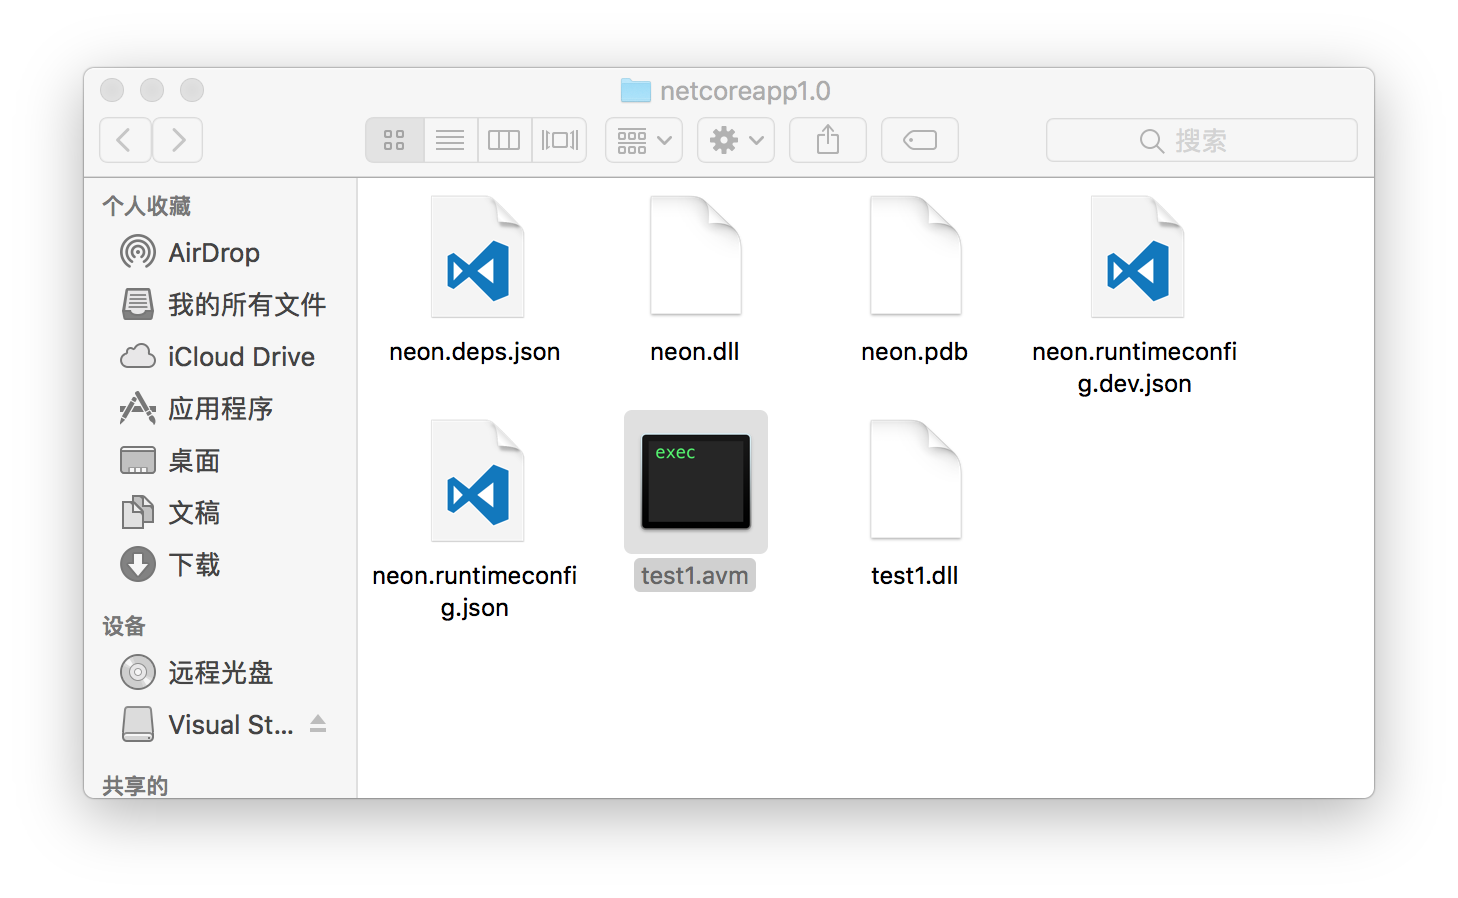 netcoreapp1.0
搜索
个人收藏
AirDrop
我的所有文件
iCloud Drive
应用程序
桌面
文稿
下载
设备
远程光盘
Visual St...
共享的
neon.deps.json
neon.dll
neon.pdb
neon.runtimeconfi
g.dev.json
neon.runtimeconfi
g.json
exec
test1.avm
test1.dll